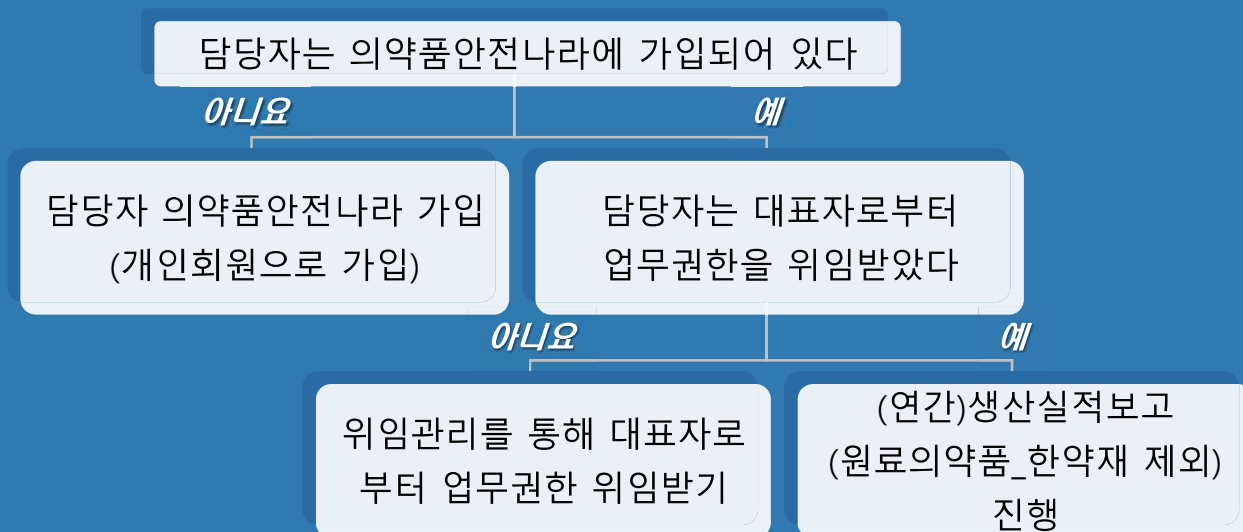 담당자는 의약품안전나라에 가입되어 있다
아니요
예
담당자 의약품안전나라 가입
(개인회원으로 가입)
담당자는 대표자로부터
업무권한을 위임받았다
아니요
예
위임관리를 통해 대표자로
부터 업무권한 위임받기
(연간)생산실적보고
(원료의약품_한약재 제외)
진행